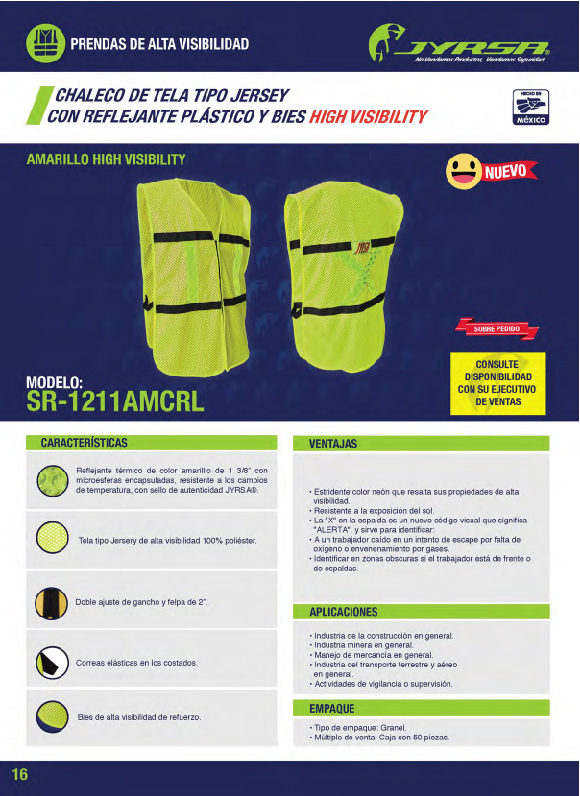 PRENDAS DE ALTA VISIBILIDAD
JYRSA®
No Vendemos Productos, Vendemos Seguridad
CHALECO DE TELA TIPO JERSEY
CON REFLEJANTE PLÁSTICO Y BIES HIGH VISIBILITY
HECHO EN
MÉXICO
AMARILLO HIGH VISIBILITY
NUEVO
JYRSA
SOBRE PEDIDO
CONSULTE
DISPONIBILIDAD
CON SU EJECUTIVO
DE VENTAS
MODELO:
SR-1211AMCRL
CARACTERÍSTICAS
Reflejante térmico de color amarillo de 1 3/8" con
microesferas encapsuladas, resistente a los cambios
de temperatura, con sello de autenticidad JYRSA®.
Tela tipo Jersey de alta visibilidad 100% poliéster.
Doble ajuste de gancho y felpa de 2".
Correas elásticas en los costados.
Bies de alta visibilidad de refuerzo.
VENTAJAS
• Estridente color neón que resalta sus propiedades de alta
visibilidad.
• Resistente a la exposición del sol.
• La "X" en la espalda es un nuevo código visual que significa
"ALERTA" y sirve para identificar:
• A un trabajador caído en un intento de escape por falta de
oxígeno o envenenamiento por gases.
• Identificar en zonas obscuras si el trabajador está de frente o
de espaldas.
APLICACIONES
• Industria de la construcción en general.
• Industria minera en general.
• Manejo de mercancía en general.
• Industria del transporte terrestre y aéreo
en general.
• Actividades de vigilancia o supervisión.
EMPAQUE
• Tipo de empaque: Granel.
• Múltiplo de venta: Caja con 50 piezas.
16